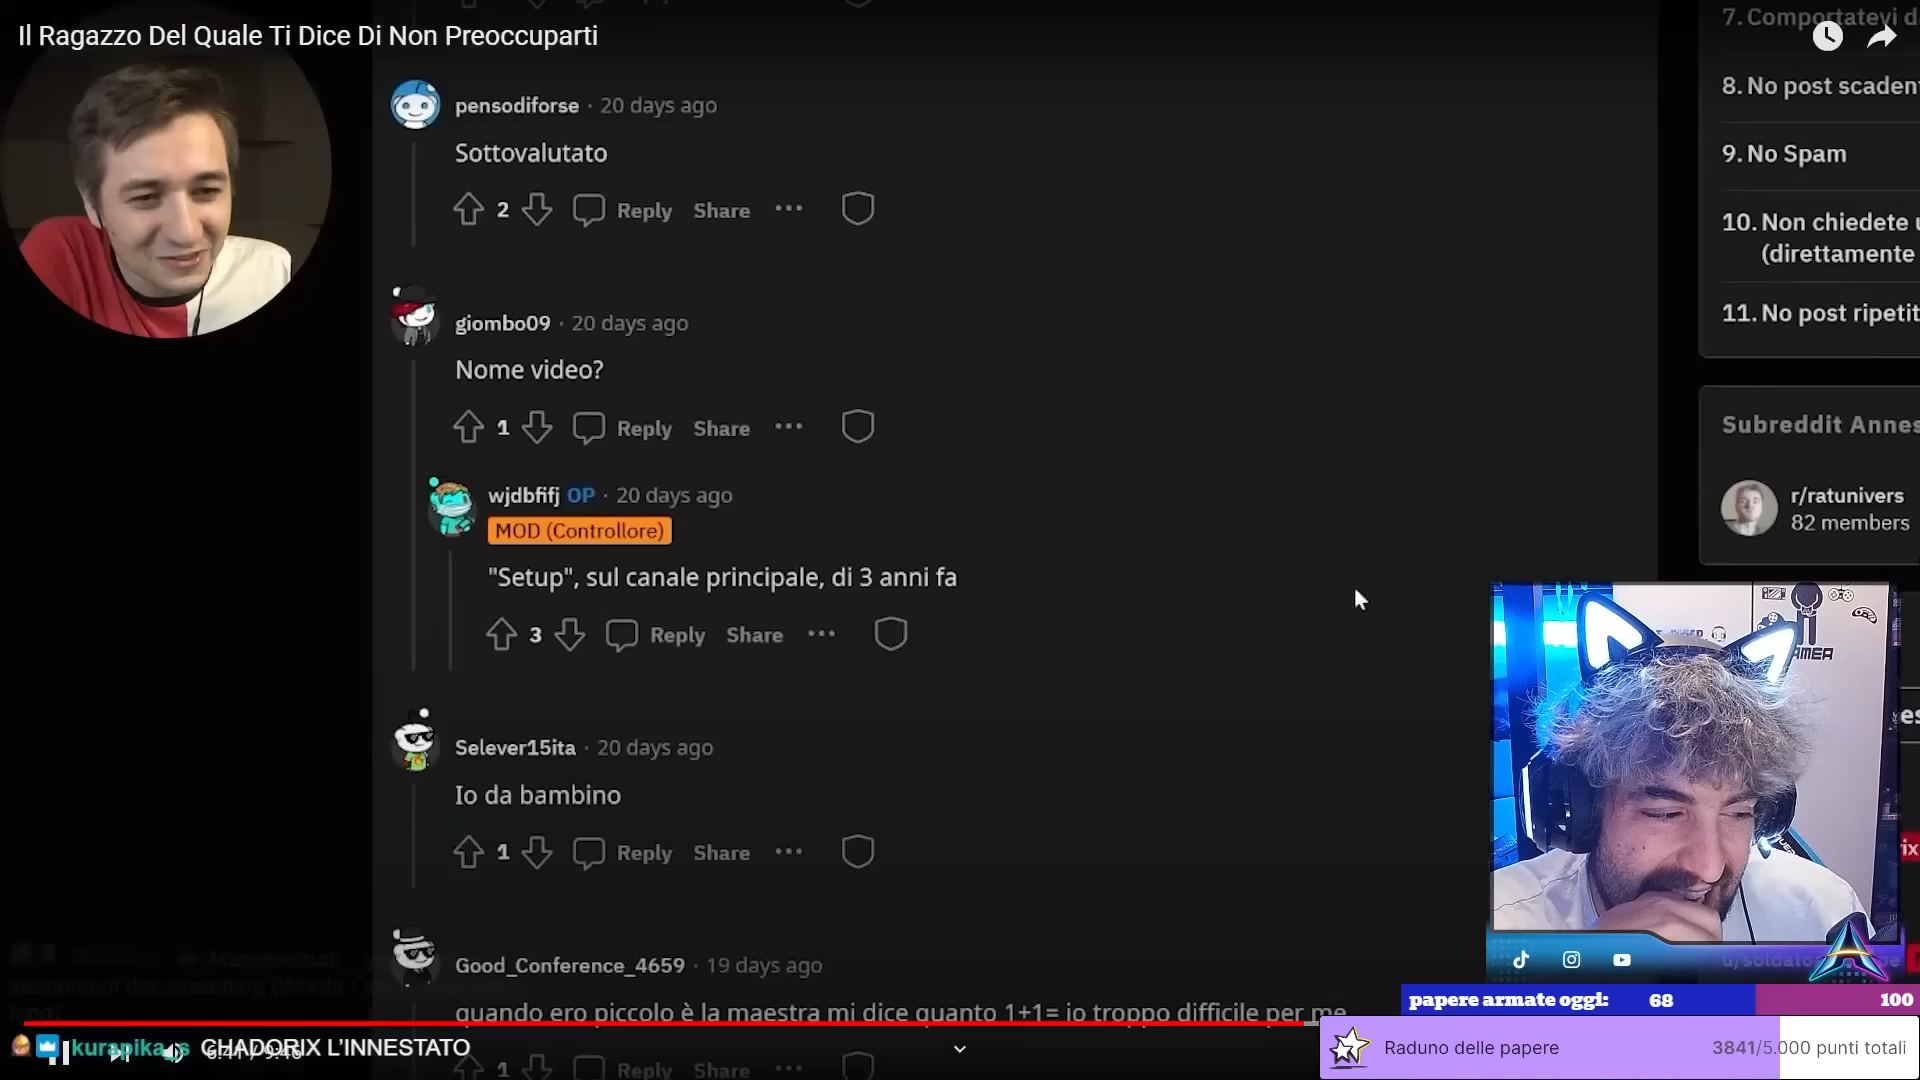 Il Ragazzo Del Quale Ti Dice Di Non Preoccuparti
pensodiforse · 20 days ago
Sottovalutato
2 Reply Share ···
giombo09 · 20 days ago
Nome video?
1 Reply Share ···
wjdbfifj OP · 20 days ago
MOD (Controllore)
"Setup", sul canale principale, di 3 anni fa
3 Reply Share ···
Selever15ita · 20 days ago
Io da bambino
1 Reply Share ···
Good_Conference_4659 · 19 days ago
quando ero piccolo è la maestra mi dice quanto 1+1= io troppo difficile per me
1 Reply Share ···
7. Comportatevi d
8. No post scaden
9. No Spam
10. Non chiedete
(direttamente
11. No post ripetit
Subreddit Annes
r/ratunivers
82 members
papere armate oggi: 68 100
Raduno delle papere 3841/5.000 punti totali
CHADORIX L'INNESTATO